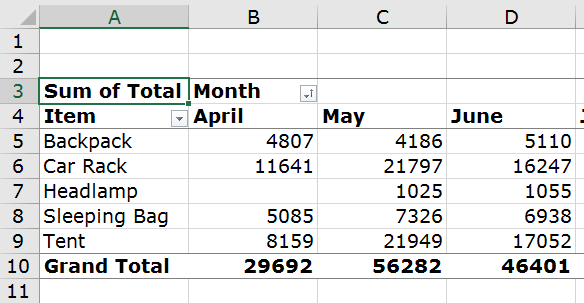 A B C D
1
2
3 Sum of Total Month
4 Item April May June
5 Backpack 4807 4186 5110
6 Car Rack 11641 21797 16247
7 Headlamp 1025 1055
8 Sleeping Bag 5085 7326 6938
9 Tent 8159 21949 17052
10 Grand Total 29692 56282 46401
11